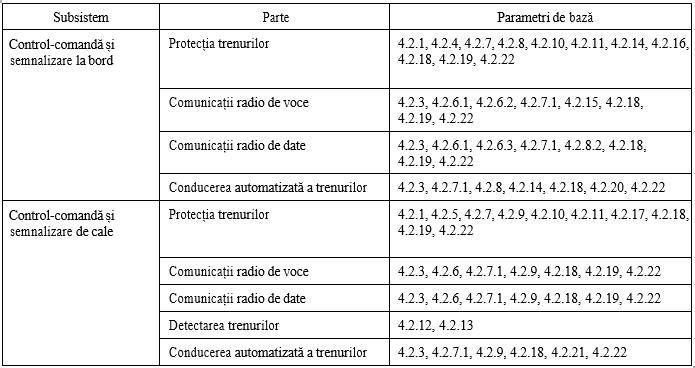 Subsistem Parte Parametri de bază
Control-comandă și semnalizare la bord
Protecția trenurilor
4.2.1, 4.2.4, 4.2.7, 4.2.8, 4.2.10, 4.2.11, 4.2.14, 4.2.16,
4.2.18, 4.2.19, 4.2.22
Comunicații radio de voce
4.2.3, 4.2.6.1, 4.2.6.2, 4.2.7.1, 4.2.15, 4.2.18,
4.2.19, 4.2.22
Comunicații radio de date
4.2.3, 4.2.6.1, 4.2.6.3, 4.2.7.1, 4.2.8.2, 4.2.18,
4.2.19, 4.2.22
Conducerea automatizată a trenurilor 4.2.3, 4.2.7.1, 4.2.8, 4.2.14, 4.2.18, 4.2.20, 4.2.22
Control-comandă și
semnalizare de cale
Protecția trenurilor
4.2.1, 4.2.5, 4.2.7, 4.2.9, 4.2.10, 4.2.11, 4.2.17, 4.2.18,
4.2.19, 4.2.22
Comunicații radio de voce 4.2.3, 4.2.6, 4.2.7.1, 4.2.9, 4.2.18, 4.2.19, 4.2.22
Comunicații radio de date 4.2.3, 4.2.6, 4.2.7.1, 4.2.9, 4.2.18, 4.2.19, 4.2.22
Detectarea trenurilor 4.2.12, 4.2.13
Conducerea automatizată a trenurilor 4.2.3, 4.2.7.1, 4.2.9, 4.2.18, 4.2.21, 4.2.22